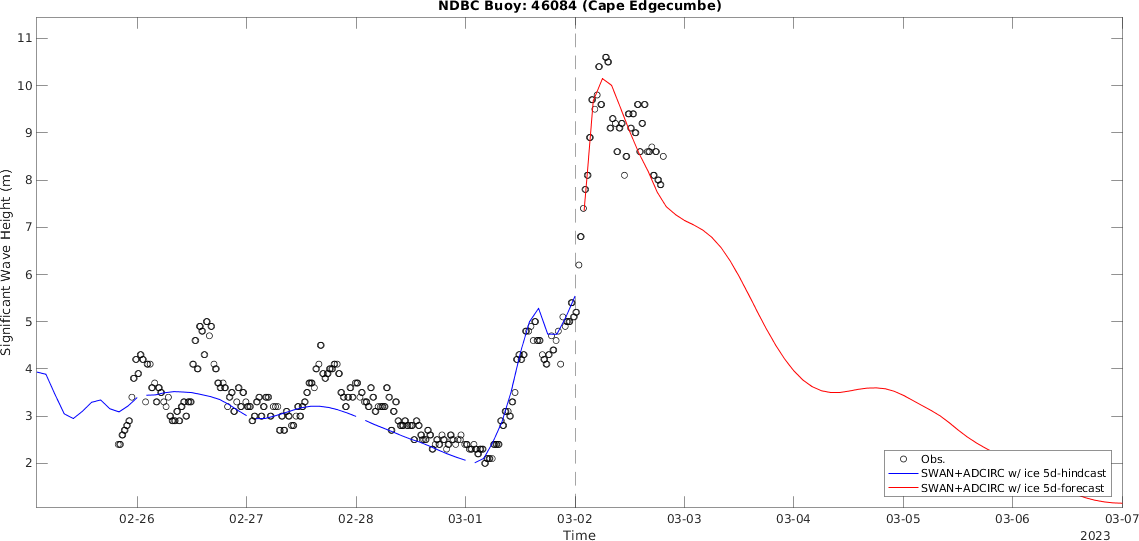 NDBC Buoy: 46084 (Cape Edgecumbe)
11
10
9
8
7
6
5
4
3
2
Significant Wave Height (m)
Obs.
SWAN+ADCIRC w/ ice 5d-hindcast
SWAN+ADCIRC w/ ice 5d-forecast
02-26 02-27 02-28 03-01 03-02 03-03 03-04 03-05 03-06 03-07
Time
2023